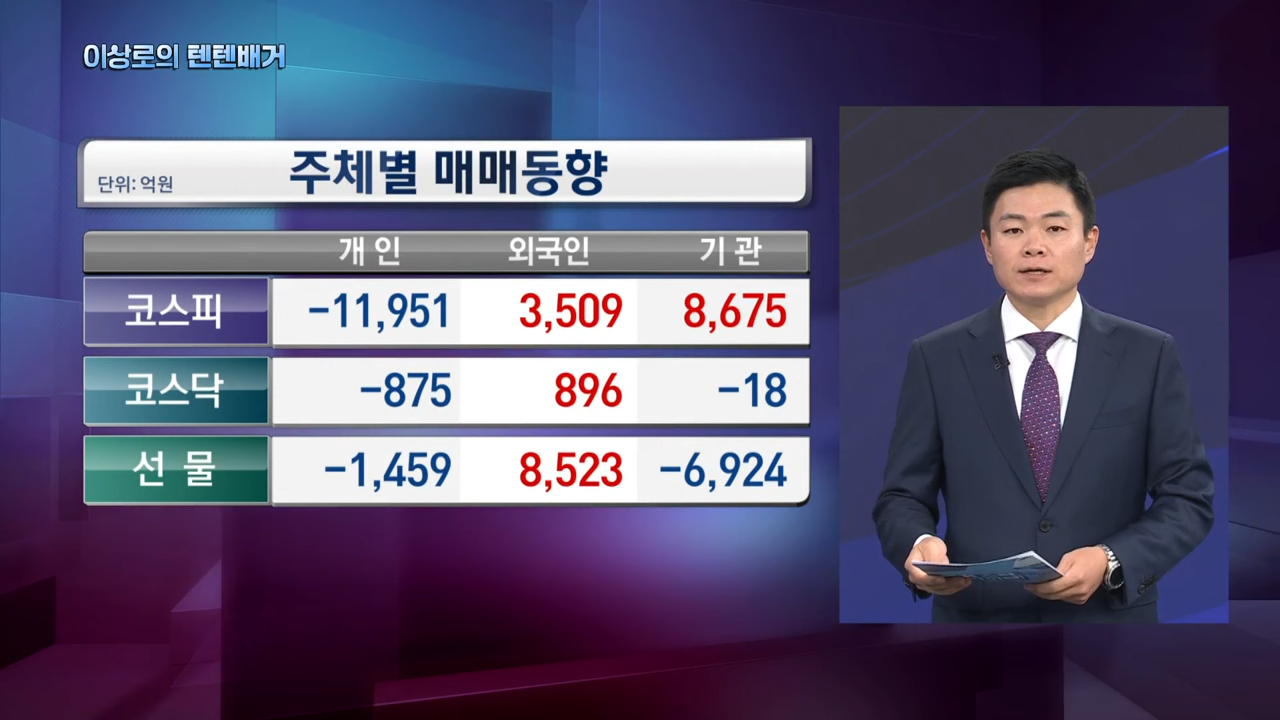 이상로의 텐텐배거
주체별 매매동향
단위: 억원
개 인 외국인 기 관
코스피 -11,951 3,509 8,675
코스닥 -875 896 -18
선 물 -1,459 8,523 -6,924